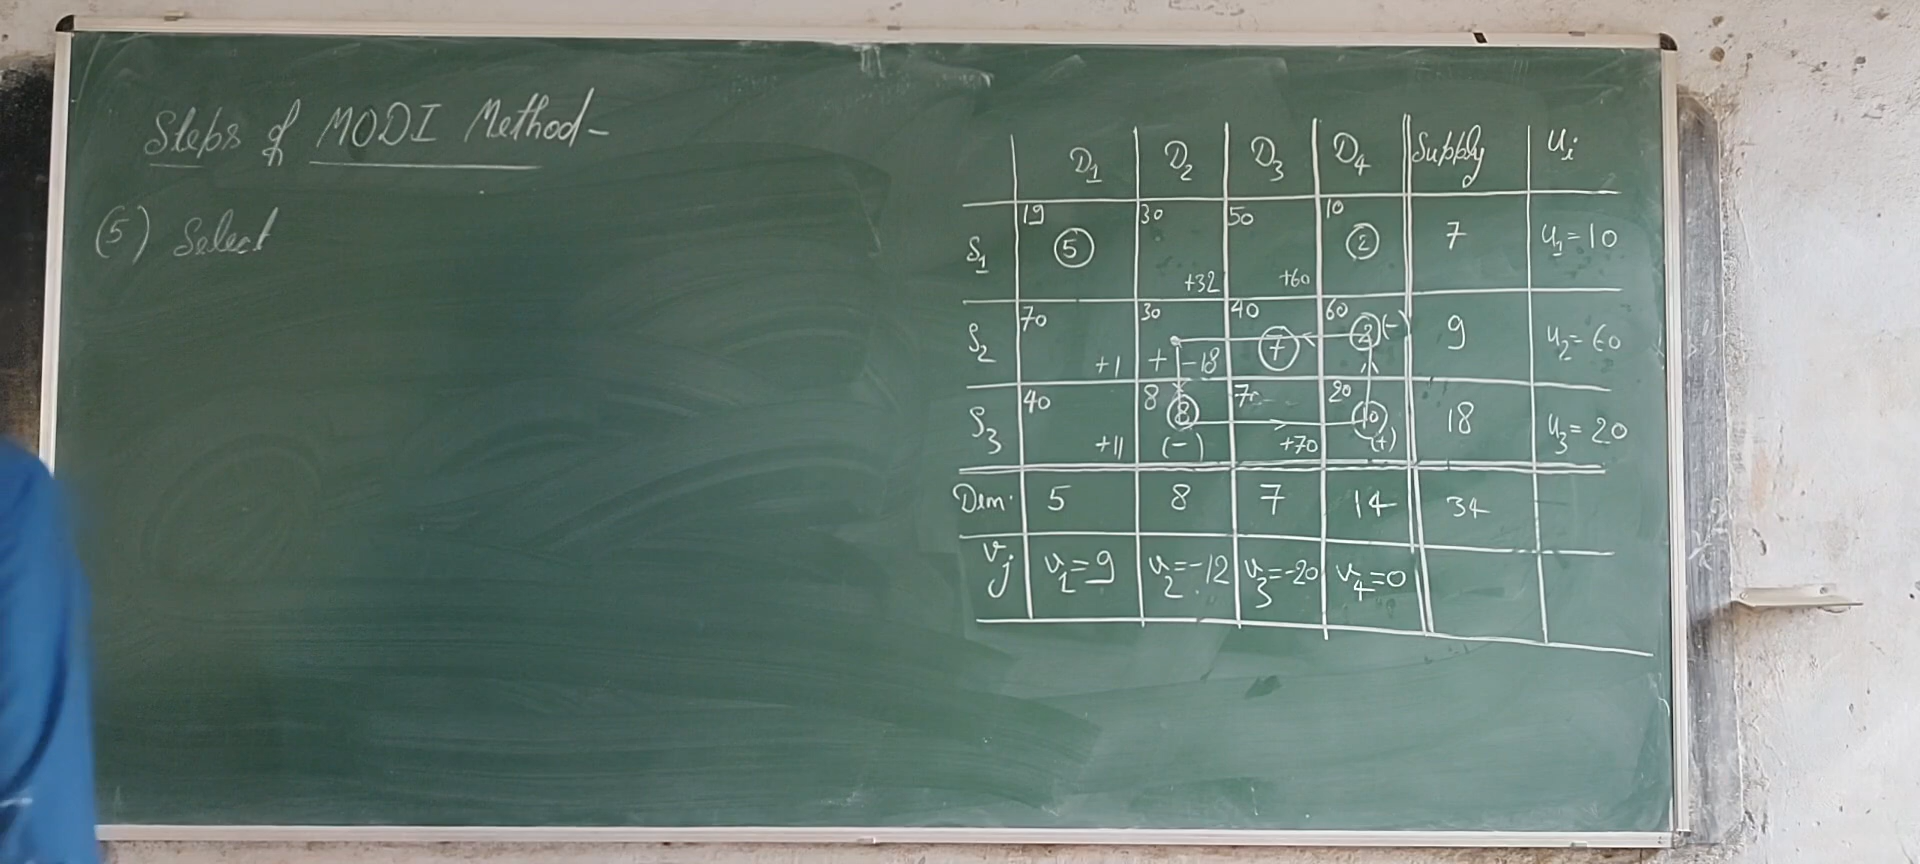 Steps of MODI Method-
(5) Select
D1 D2 D3 D4 Supply ui
S1 19 5 30 +32 50 +60 10 2 7 u1=10
S2 70 +1 30 + -18 40 7 60 2 (-) 9 u2=60
S3 40 +11 8 8 (-) 70 +70 20 10 (+) 18 u3=20
Dem. 5 8 7 14 34
vj v1=9 v2=-12 v3=-20 v4=0